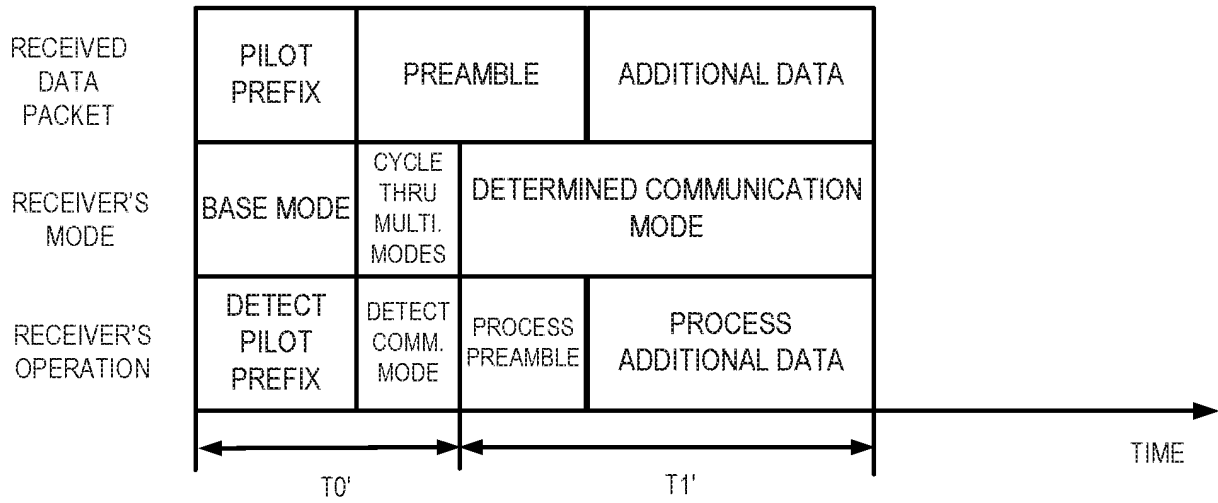 RECEIVED
DATA
PACKET
PILOT
PREFIX
PREAMBLE
ADDITIONAL DATA
RECEIVER'S
MODE
BASE MODE
CYCLE
THRU
MULTI.
MODES
DETERMINED COMMUNICATION
MODE
RECEIVER'S
OPERATION
DETECT
PILOT
PREFIX
DETECT
COMM.
MODE
PROCESS
PREAMBLE
PROCESS
ADDITIONAL DATA
T0'
T1'
TIME